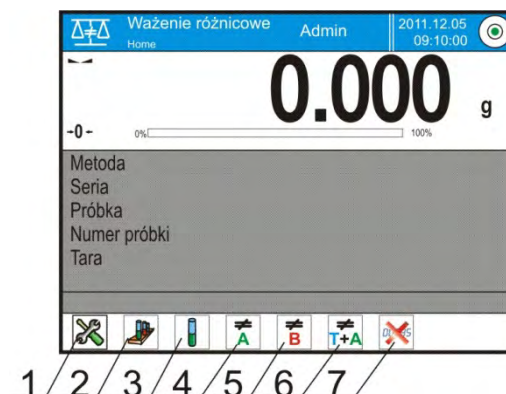 Ważenie różnicowe Admin 2011.12.05
Home 09:10:00
0.000 g
→0← 0% 100%
Metoda
Seria
Próbka
Numer próbki
Tara
A B T+A
1 2 3 4 5 6 7